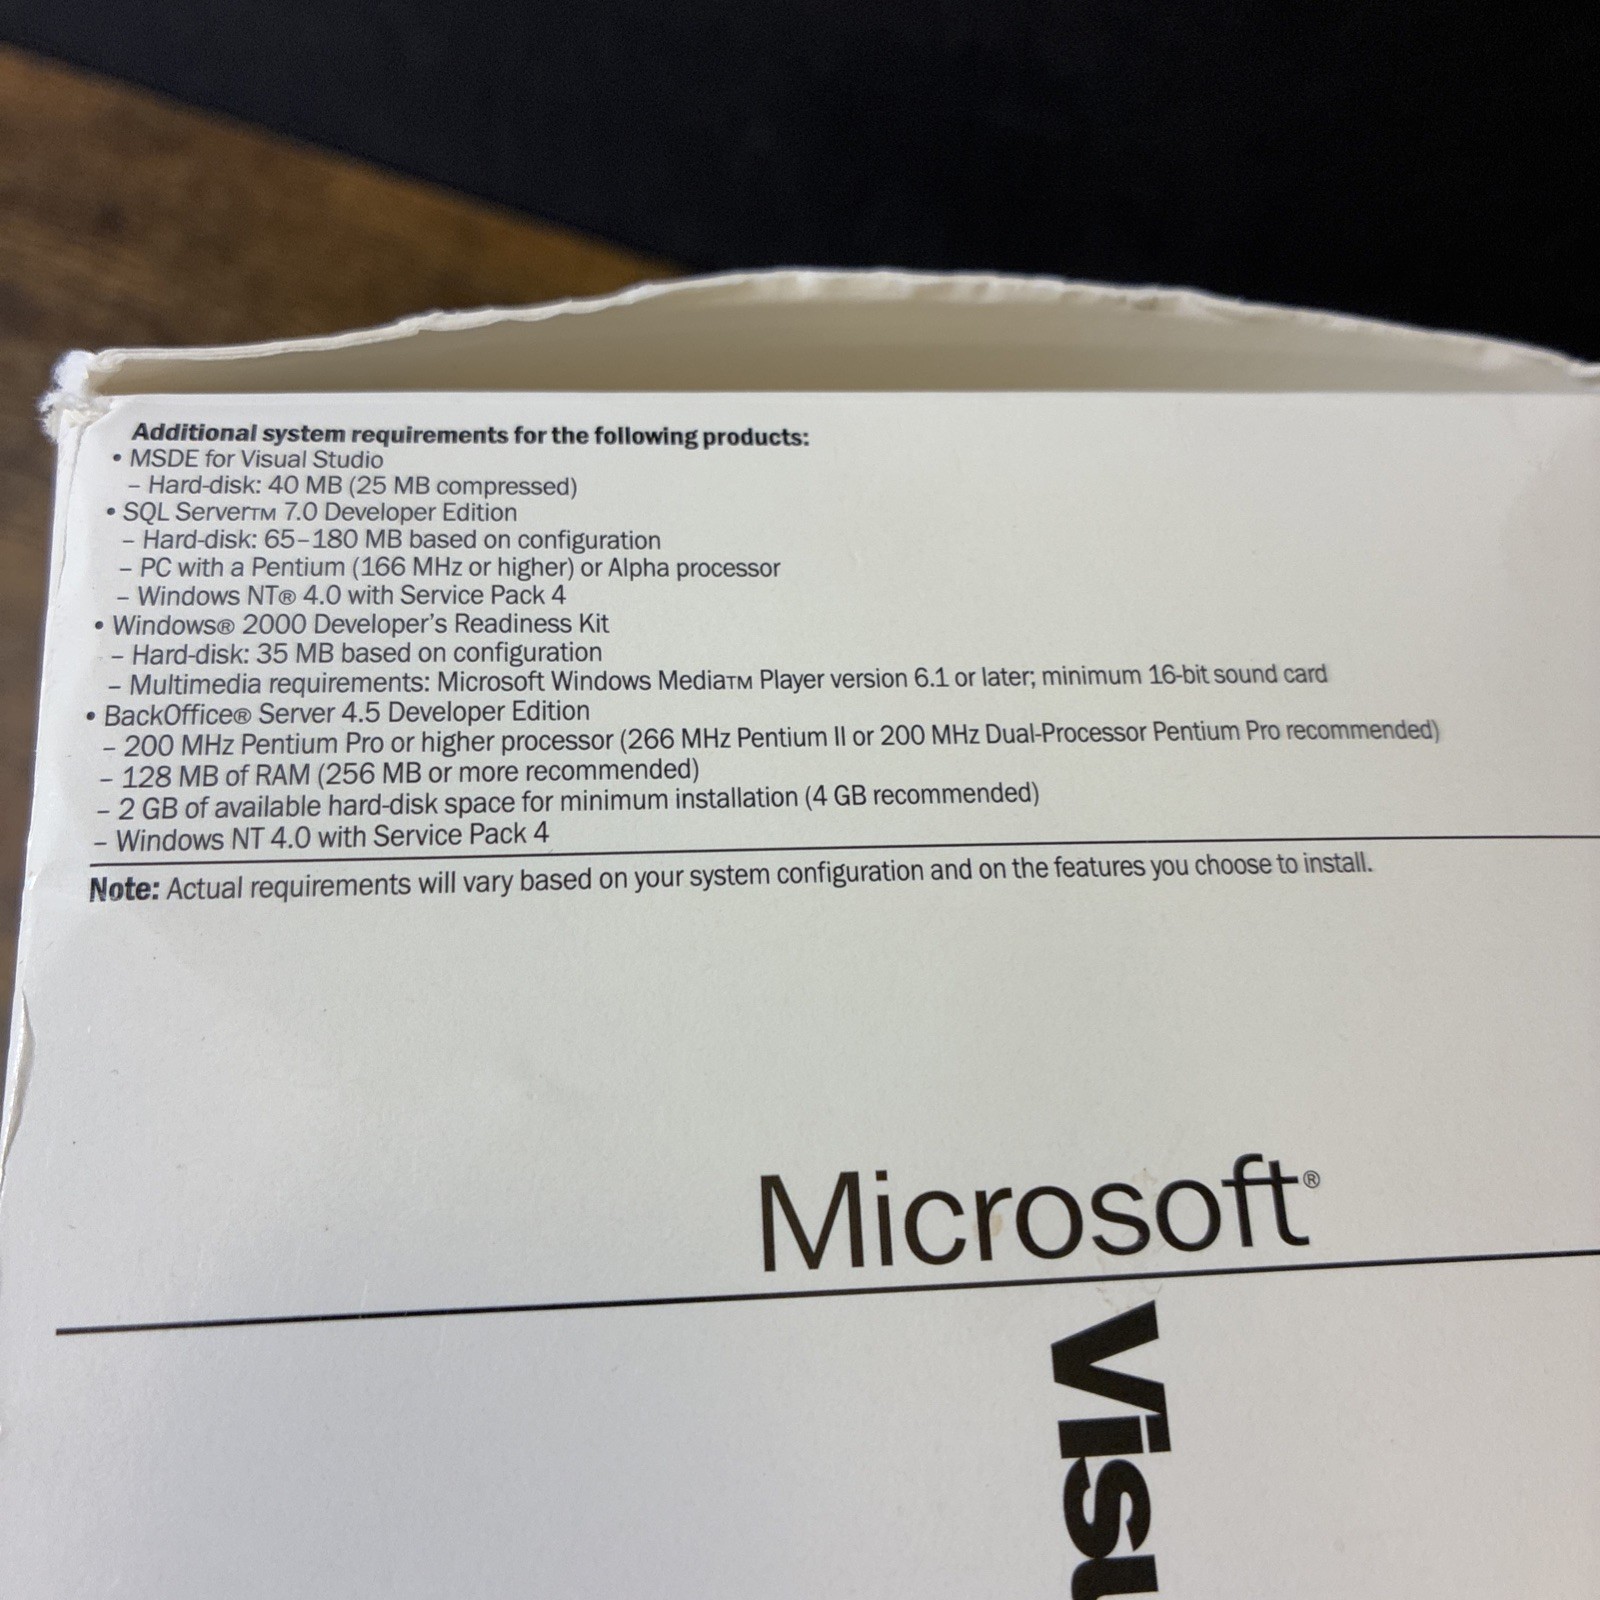 Additional system requirements for the following products:
• MSDE for Visual Studio
– Hard-disk: 40 MB (25 MB compressed)
• SQL Server™ 7.0 Developer Edition
– Hard-disk: 65–180 MB based on configuration
– PC with a Pentium (166 MHz or higher) or Alpha processor
– Windows NT® 4.0 with Service Pack 4
• Windows® 2000 Developer's Readiness Kit
– Hard-disk: 35 MB based on configuration
– Multimedia requirements: Microsoft Windows Media™ Player version 6.1 or later; minimum 16-bit sound card
• BackOffice® Server 4.5 Developer Edition
– 200 MHz Pentium Pro or higher processor (266 MHz Pentium II or 200 MHz Dual-Processor Pentium Pro recommended)
– 128 MB of RAM (256 MB or more recommended)
– 2 GB of available hard-disk space for minimum installation (4 GB recommended)
– Windows NT 4.0 with Service Pack 4
Note: Actual requirements will vary based on your system configuration and on the features you choose to install.
Microsoft®
Visu